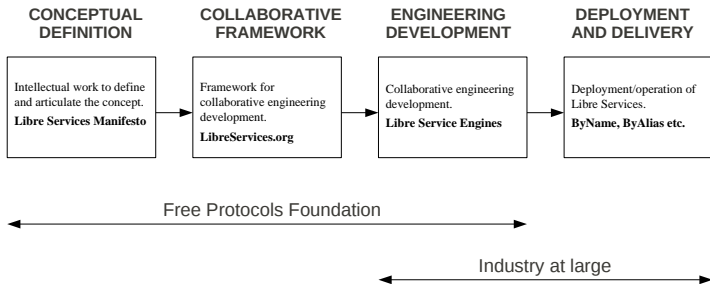 CONCEPTUAL
DEFINITION
COLLABORATIVE
FRAMEWORK
ENGINEERING
DEVELOPMENT
DEPLOYMENT
AND DELIVERY
Intellectual work to define
and articulate the concept.
Libre Services Manifesto
Framework for
collaborative engineering
development.
LibreServices.org
Collaborative engineering
development.
Libre Service Engines
Deployment/operation of
Libre Services.
ByName, ByAlias etc.
Free Protocols Foundation
Industry at large